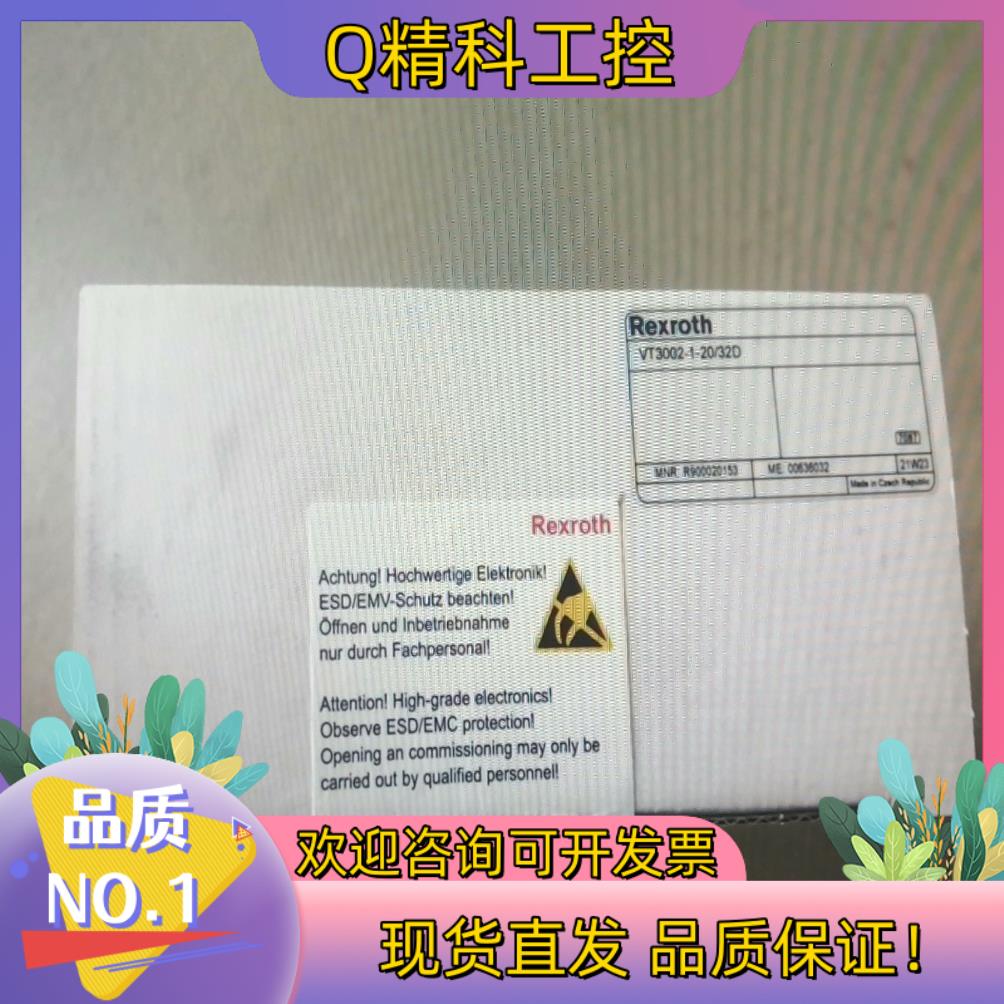 Q精科工控
Rexroth
VT3002-1-20/32D
7587
MNR: R900020153 ME: 00636032 21W23
Made in Czech Republic
Rexroth
Achtung! Hochwertige Elektronik!
ESD/EMV-Schutz beachten!
Öffnen und Inbetriebnahme
nur durch Fachpersonal!
Attention! High-grade electronics!
Observe ESD/EMC protection!
Opening an commissioning may only be
carried out by qualified personnel!
品质
NO.1
欢迎咨询可开发票
现货直发 品质保证!